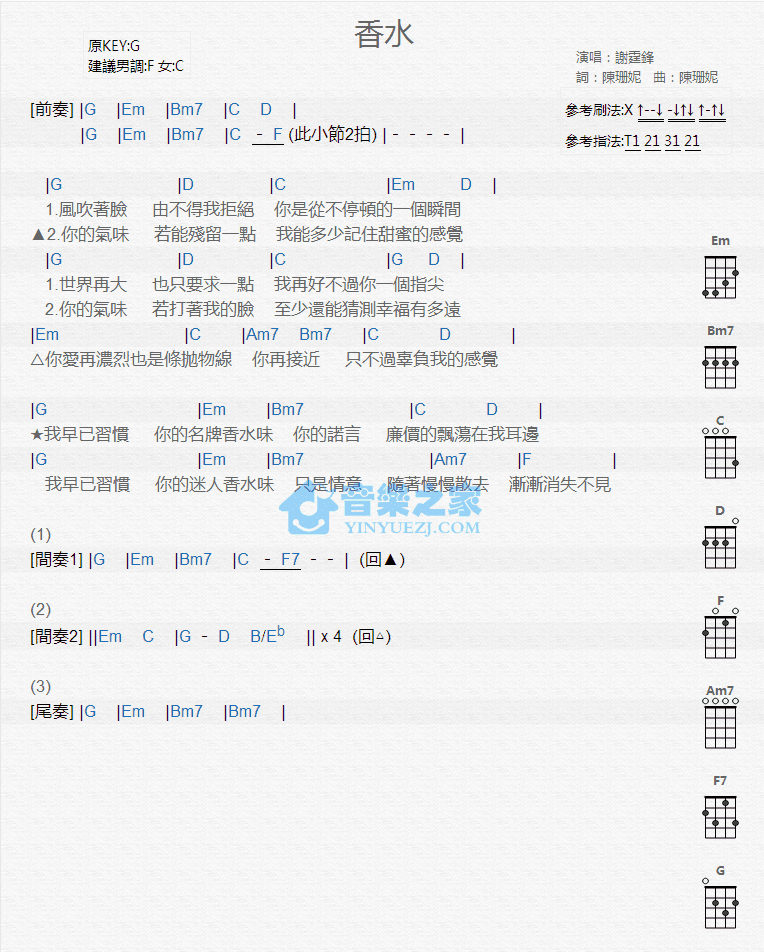 香水
原KEY:G
建議男調:F 女:C
演唱：謝霆鋒
詞：陳珊妮 曲：陳珊妮
參考刷法:X ↑--↓ -↓↑↓ ↑-↑↓
參考指法:T1 21 31 21
[前奏] |G |Em |Bm7 |C D |
|G |Em |Bm7 |C - F (此小節2拍) | - - - - |
|G |D |C |Em D |
1.風吹著臉 由不得我拒絕 你是從不停頓的一個瞬間
▲2.你的氣味 若能殘留一點 我能多少記住甜蜜的感覺
|G |D |C |G D |
1.世界再大 也只要求一點 我再好不過你一個指尖
2.你的氣味 若打著我的臉 至少還能猜測幸福有多遠
|Em |C |Am7 Bm7 |C D |
△你愛再濃烈也是條拋物線 你再接近 只不過辜負我的感覺
|G |Em |Bm7 |C D |
★我早已習慣 你的名牌香水味 你的諾言 廉價的飄蕩在我耳邊
|G |Em |Bm7 |Am7 |F |
我早已習慣 你的迷人香水味 只是情意 隨著慢慢散去 漸漸消失不見
音樂之家
YINYUEZJ.COM
(1)
[間奏1] |G |Em |Bm7 |C - F7 - - | (回▲)
(2)
[間奏2] ||Em C |G - D B/Eb || x 4 (回△)
(3)
[尾奏] |G |Em |Bm7 |Bm7 |
Em
Bm7
C
D
F
Am7
F7
G